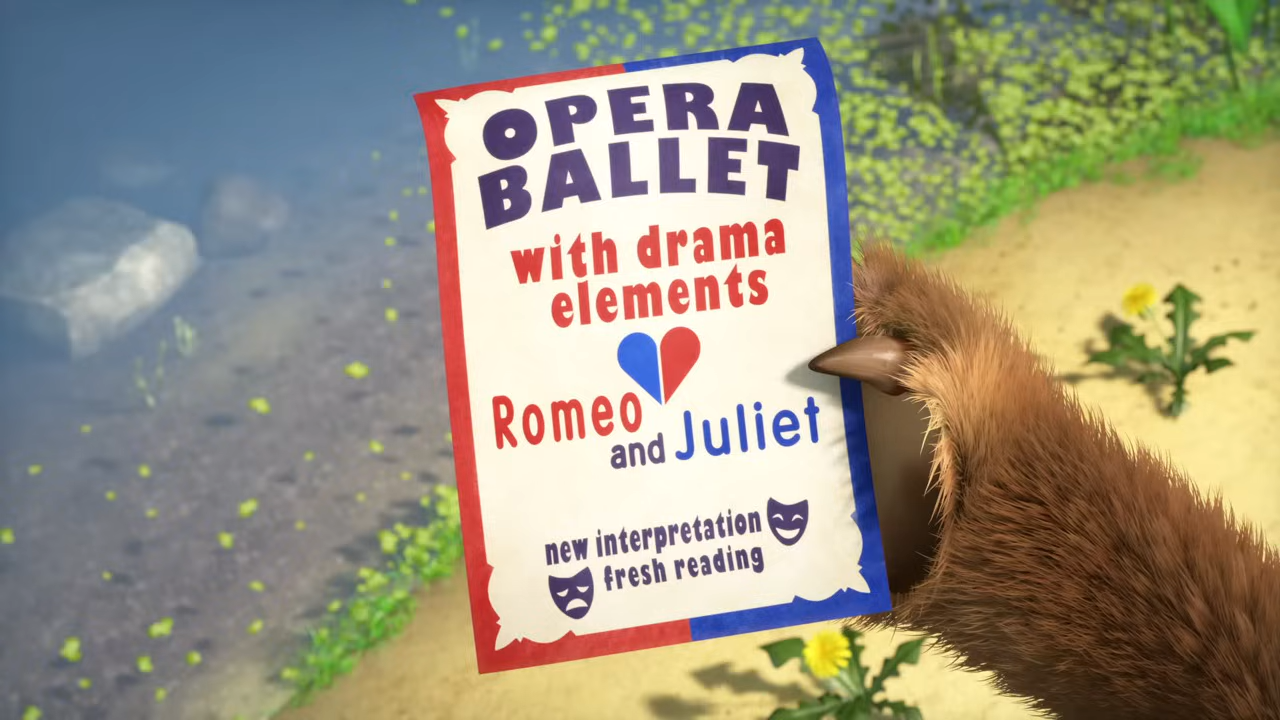 OPERA
BALLET
with drama
elements
Romeo
and Juliet
new interpretation
fresh reading